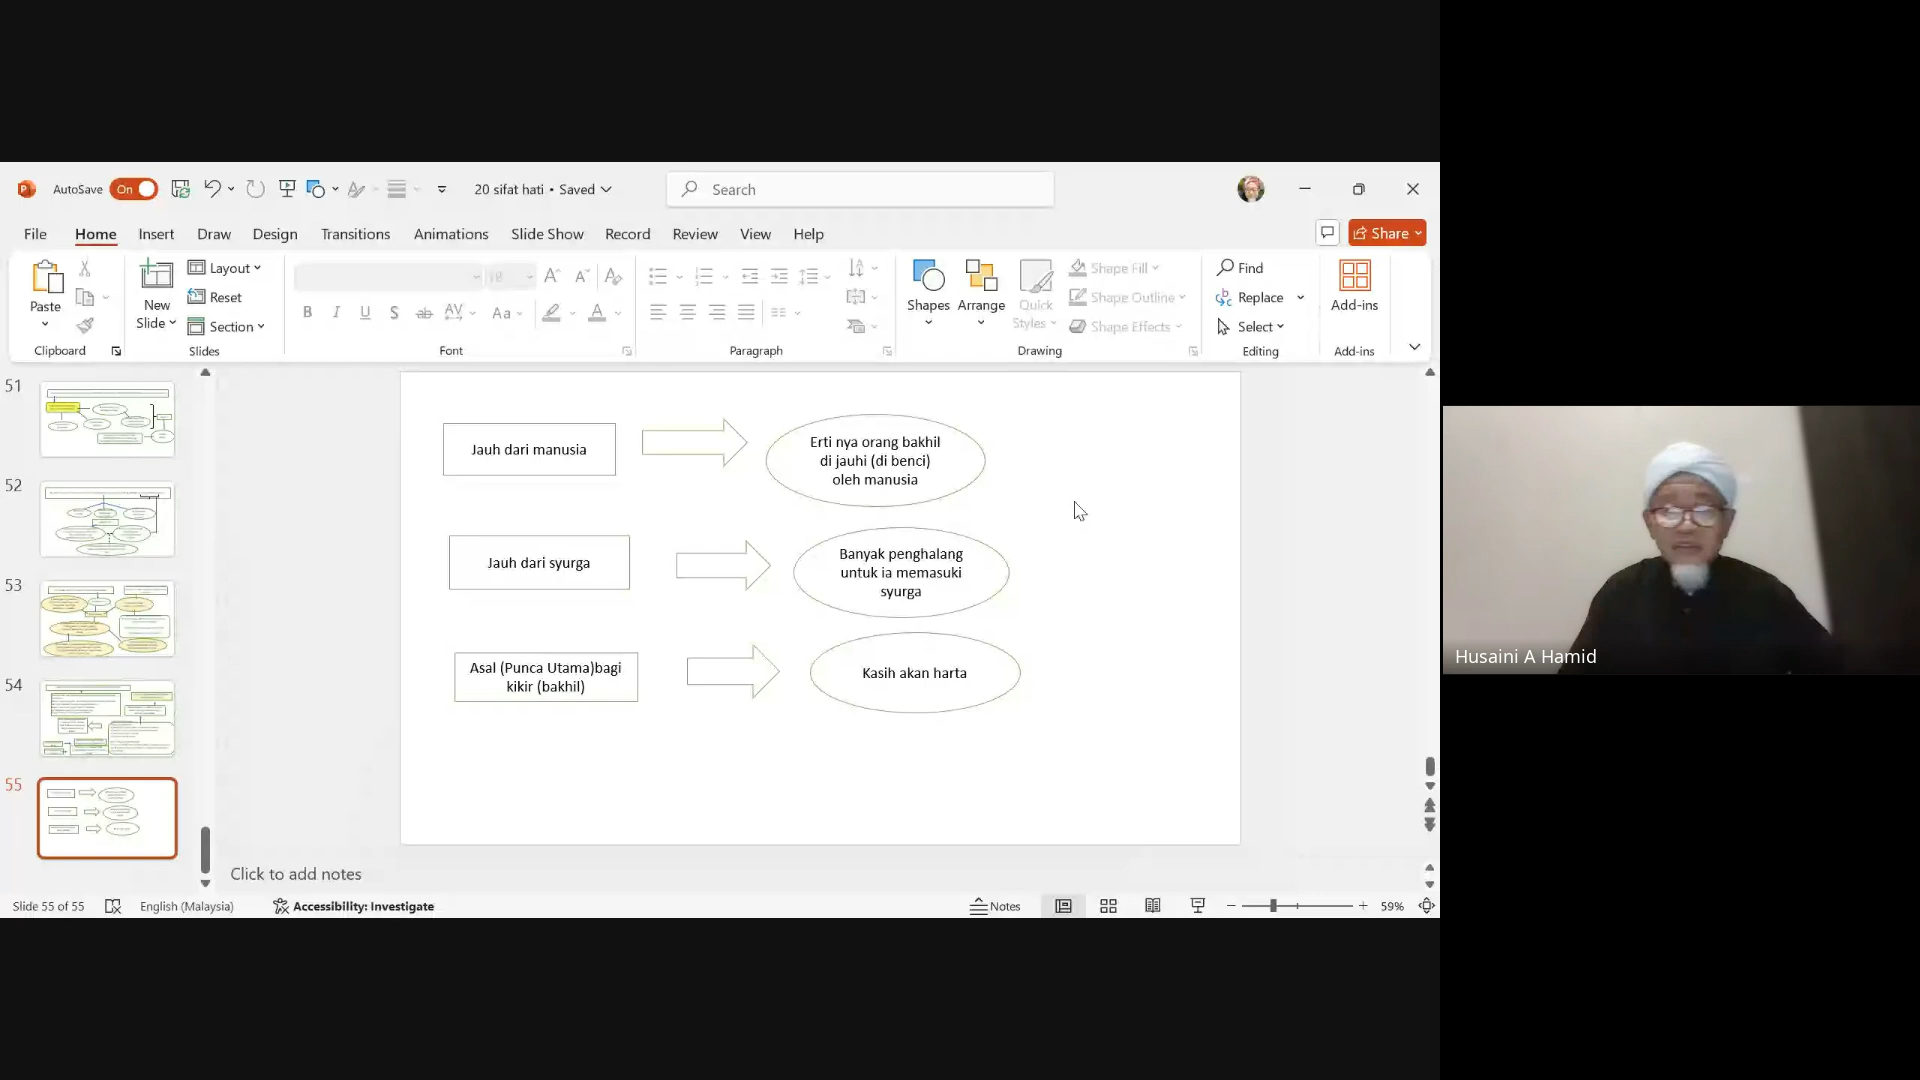 AutoSave On 20 sifat hati • Saved Search
File Home Insert Draw Design Transitions Animations Slide Show Record Review View Help Share
Paste
Clipboard
New
Slide
Layout
Reset
Section
Slides
18
B I U S ab AV Aa A
Font
Paragraph
Shapes
Arrange
Quick
Styles
Shape Fill
Shape Outline
Shape Effects
Drawing
Find
Replace
Select
Editing
Add-ins
Add-ins
51
52
53
54
55
Jauh dari manusia
Erti nya orang bakhil
di jauhi (di benci)
oleh manusia
Jauh dari syurga
Banyak penghalang
untuk ia memasuki
syurga
Asal (Punca Utama)bagi
kikir (bakhil)
Kasih akan harta
Click to add notes
Slide 55 of 55 English (Malaysia) Accessibility: Investigate Notes 59%
Husaini A Hamid